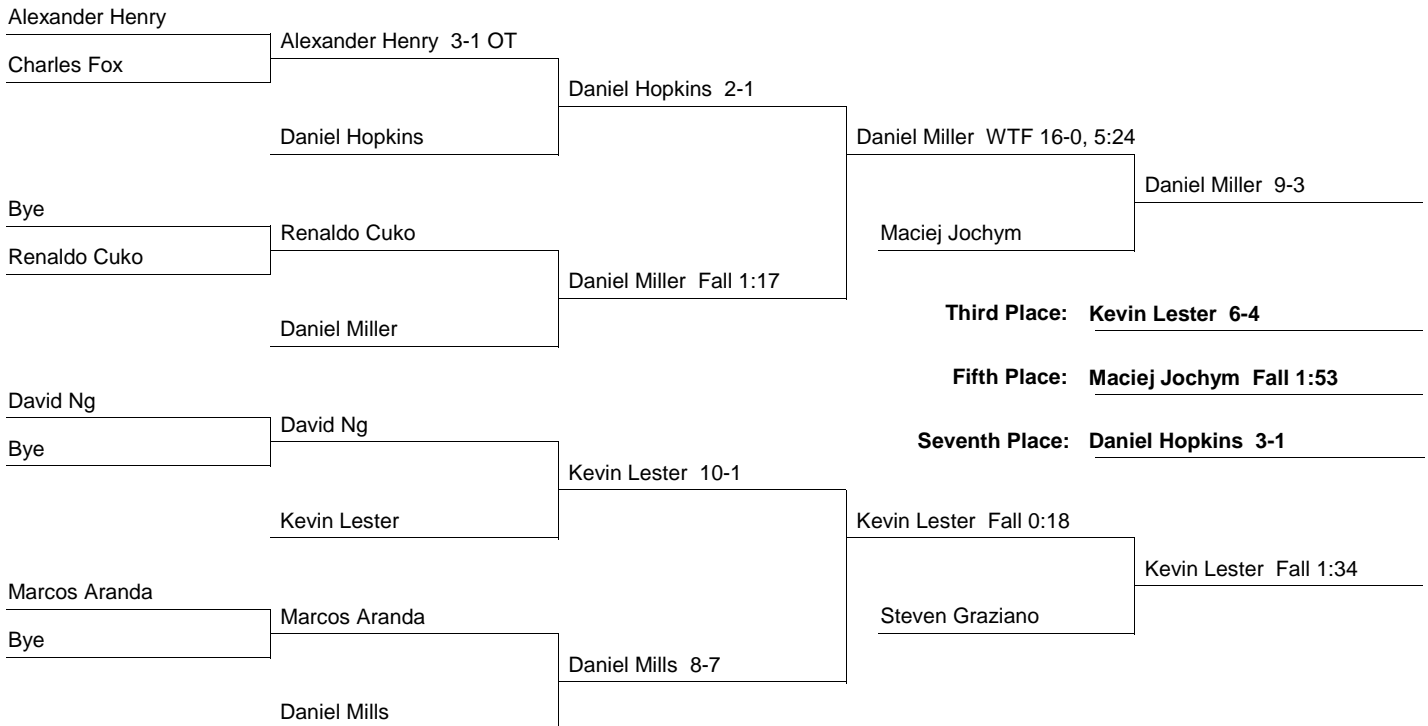 Alexander Henry
Charles Fox
Alexander Henry 3-1 OT
Daniel Hopkins
Daniel Hopkins 2-1
Bye
Renaldo Cuko
Renaldo Cuko
Daniel Miller
Daniel Miller Fall 1:17
Daniel Miller WTF 16-0, 5:24
Maciej Jochym
Daniel Miller 9-3
Third Place: Kevin Lester 6-4
Fifth Place: Maciej Jochym Fall 1:53
Seventh Place: Daniel Hopkins 3-1
David Ng
Bye
David Ng
Kevin Lester
Kevin Lester 10-1
Marcos Aranda
Bye
Marcos Aranda
Daniel Mills
Daniel Mills 8-7
Kevin Lester Fall 0:18
Steven Graziano
Kevin Lester Fall 1:34